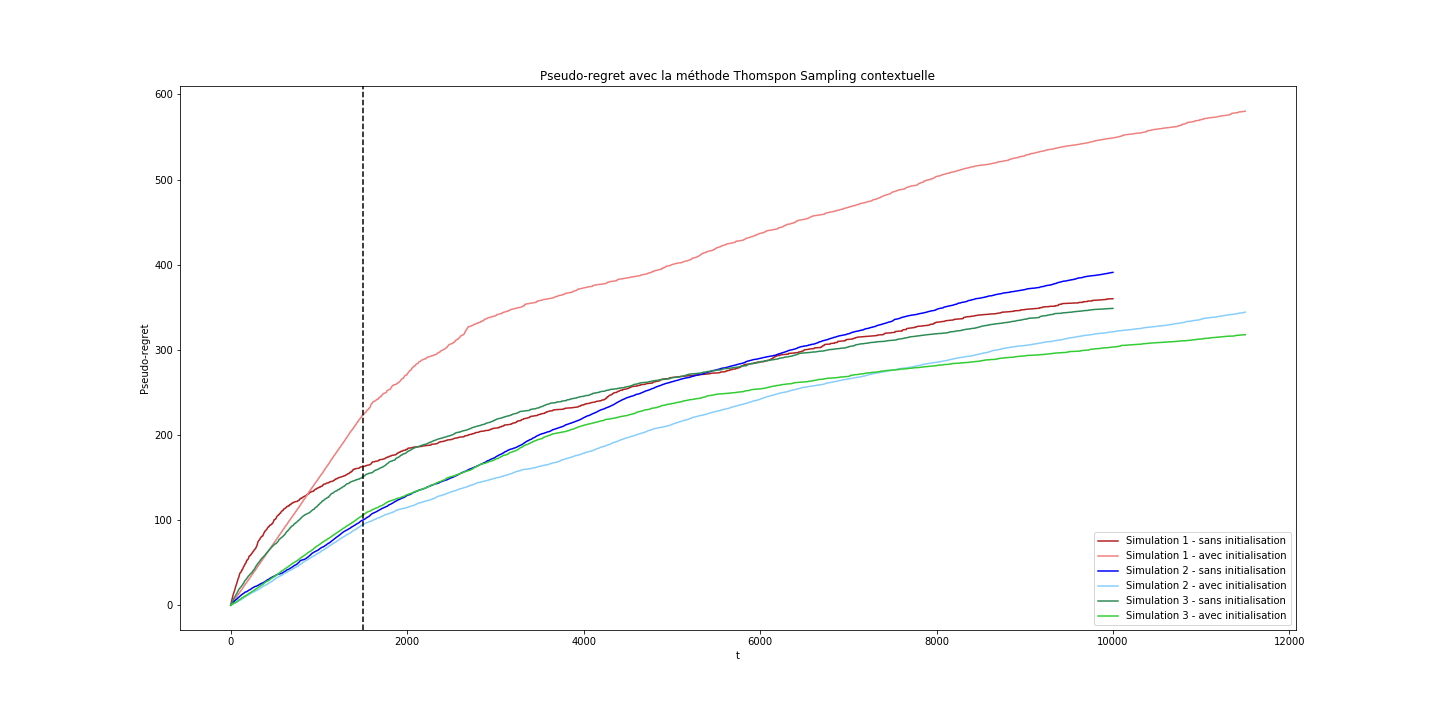 Pseudo-regret avec la méthode Thomspon Sampling contextuelle
600
500
400
300
200
100
0
Pseudo-regret
0 2000 4000 6000 8000 10000 12000
t
Simulation 1 - sans initialisation
Simulation 1 - avec initialisation
Simulation 2 - sans initialisation
Simulation 2 - avec initialisation
Simulation 3 - sans initialisation
Simulation 3 - avec initialisation